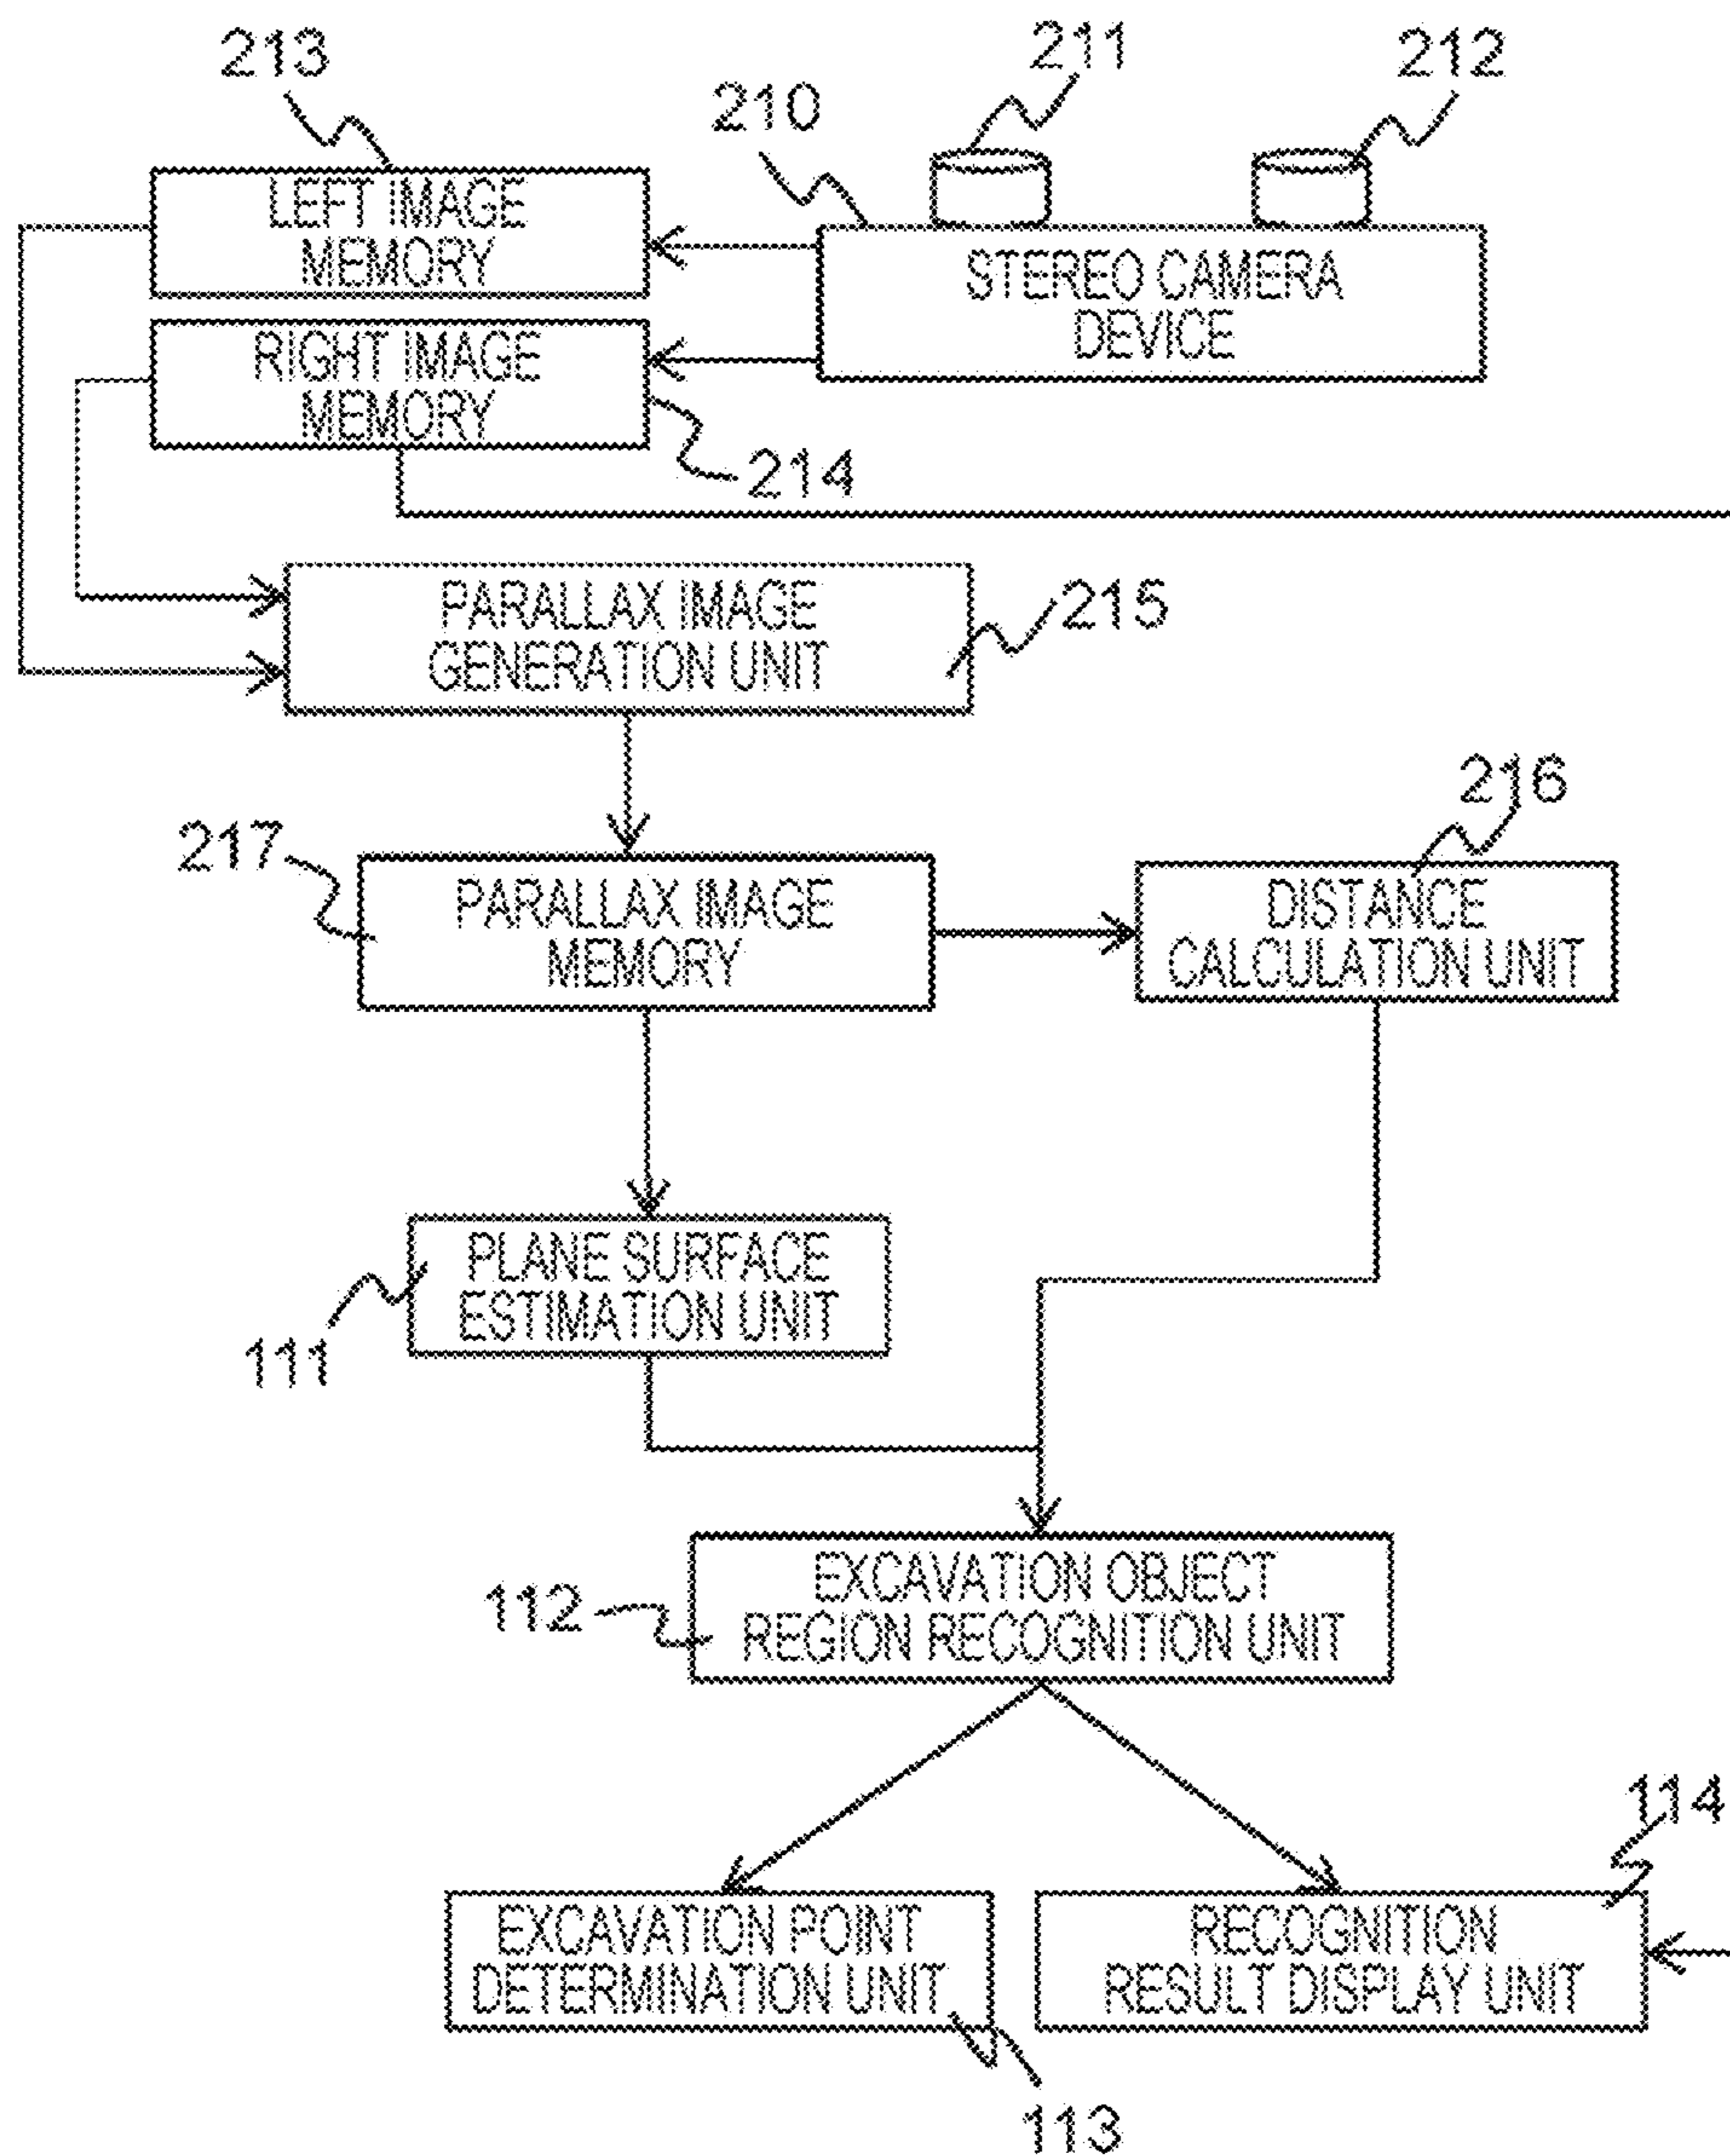 213
211
212
210
LEFT IMAGE
MEMORY
STEREO CAMERA
DEVICE
RIGHT IMAGE
MEMORY
214
PARALLAX IMAGE
GENERATION UNIT
215
216
217
PARALLAX IMAGE
MEMORY
DISTANCE
CALCULATION UNIT
PLANE SURFACE
ESTIMATION UNIT
111
EXCAVATION OBJECT
REGION RECOGNITION UNIT
112
114
EXCAVATION POINT
DETERMINATION UNIT
RECOGNITION
RESULT DISPLAY UNIT
113